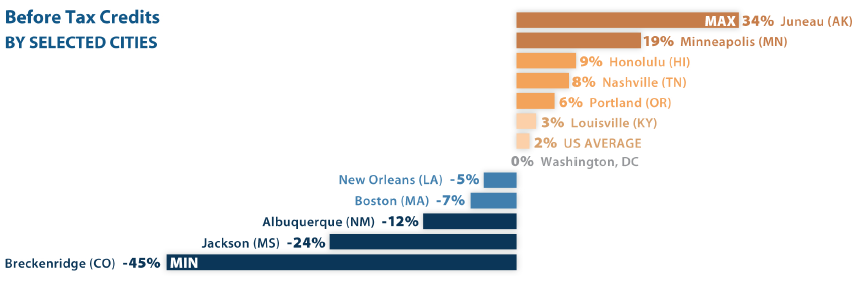 Before Tax Credits
BY SELECTED CITIES
MAX 34% Juneau (AK)
19% Minneapolis (MN)
9% Honolulu (HI)
8% Nashville (TN)
6% Portland (OR)
3% Louisville (KY)
2% US AVERAGE
0% Washington, DC
New Orleans (LA) -5%
Boston (MA) -7%
Albuquerque (NM) -12%
Jackson (MS) -24%
Breckenridge (CO) -45% MIN